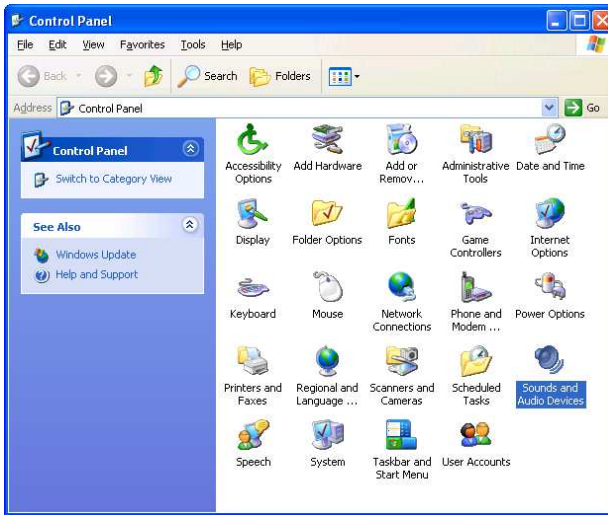 Control Panel
File Edit View Favorites Tools Help
Back Search Folders
Address Control Panel Go
Control Panel
Switch to Category View
See Also
Windows Update
Help and Support
Accessibility Options
Add Hardware
Add or Remov...
Administrative Tools
Date and Time
Display
Folder Options
Fonts
Game Controllers
Internet Options
Keyboard
Mouse
Network Connections
Phone and Modem ...
Power Options
Printers and Faxes
Regional and Language ...
Scanners and Cameras
Scheduled Tasks
Sounds and Audio Devices
Speech
System
Taskbar and Start Menu
User Accounts